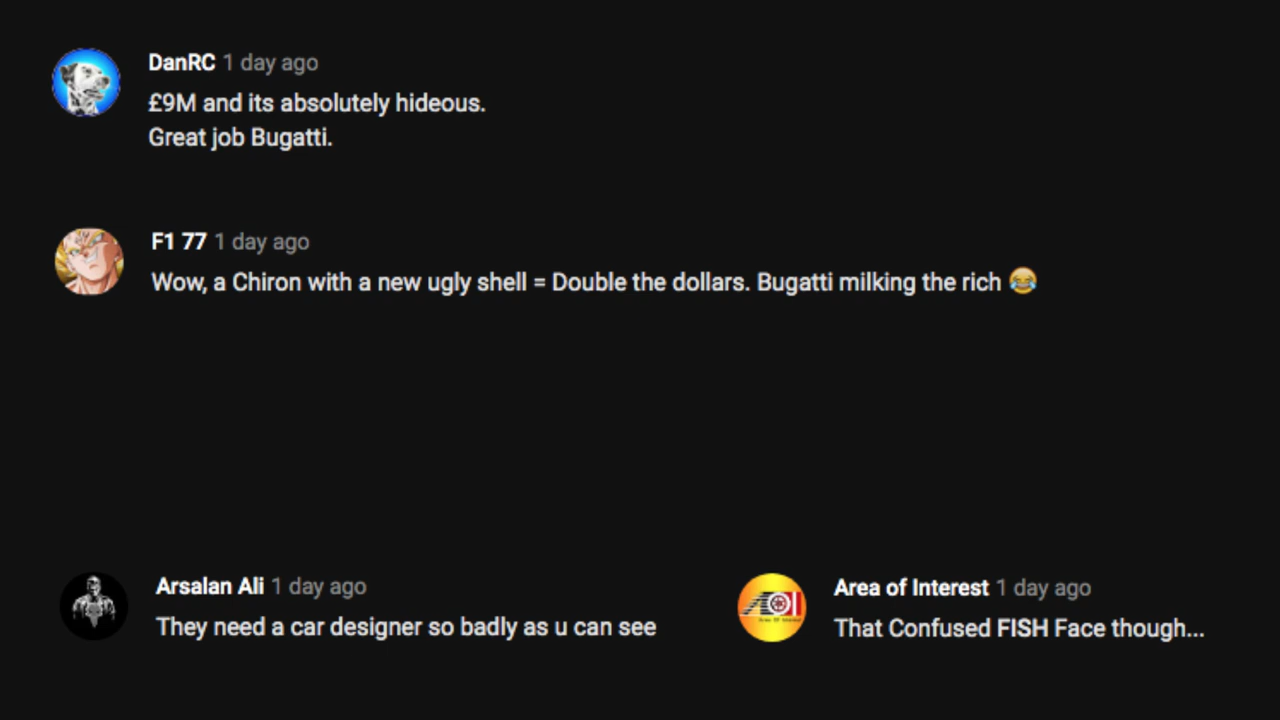 DanRC 1 day ago
£9M and its absolutely hideous.
Great job Bugatti.
F1 77 1 day ago
Wow, a Chiron with a new ugly shell = Double the dollars. Bugatti milking the rich 😂
Arsalan Ali 1 day ago
They need a car designer so badly as u can see
Area of Interest 1 day ago
That Confused FISH Face though...
AOI